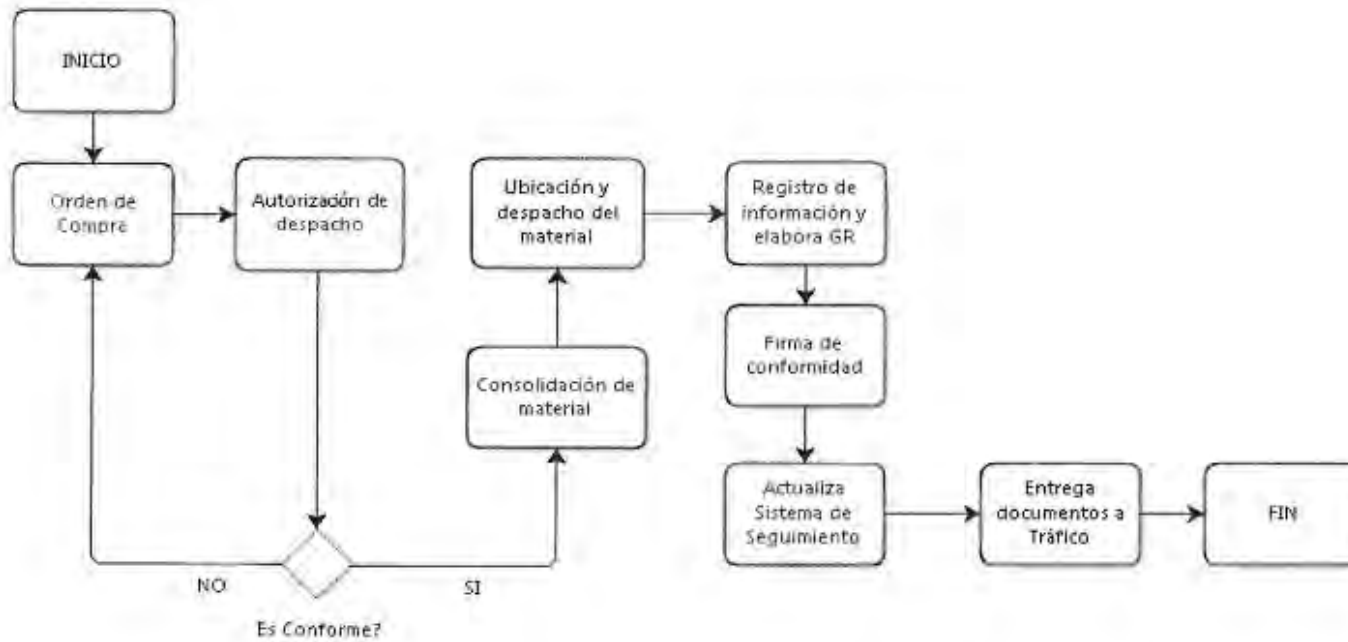 INICIO
Orden de
Compra
Autorización de
despacho
Es Conforme?
NO
SI
Consolidación de
material
Ubicación y
despacho del
material
Registro de
información y
elabora GR
Firma de
conformidad
Actualiza
Sistema de
Seguimiento
Entrega
documentos a
Tráfico
FIN